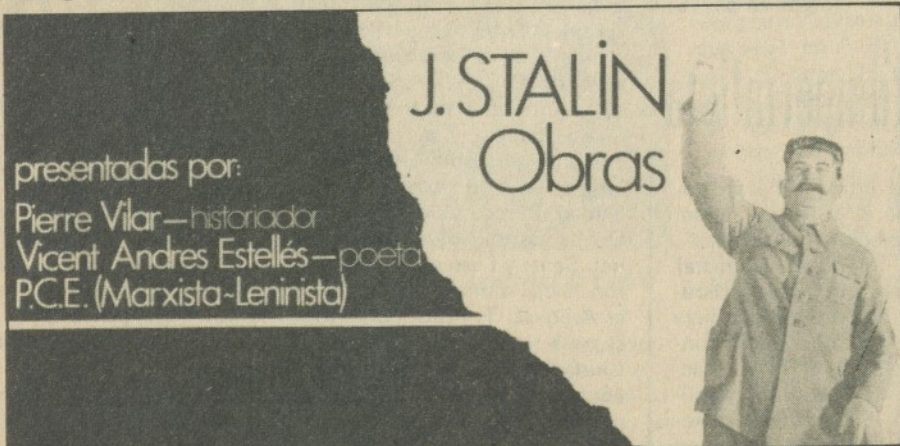 J. STALIN
Obras
presentadas por:
Pierre Vilar—historiador
Vicent Andres Estellés—poeta
P.C.E. (Marxista-Leninista)